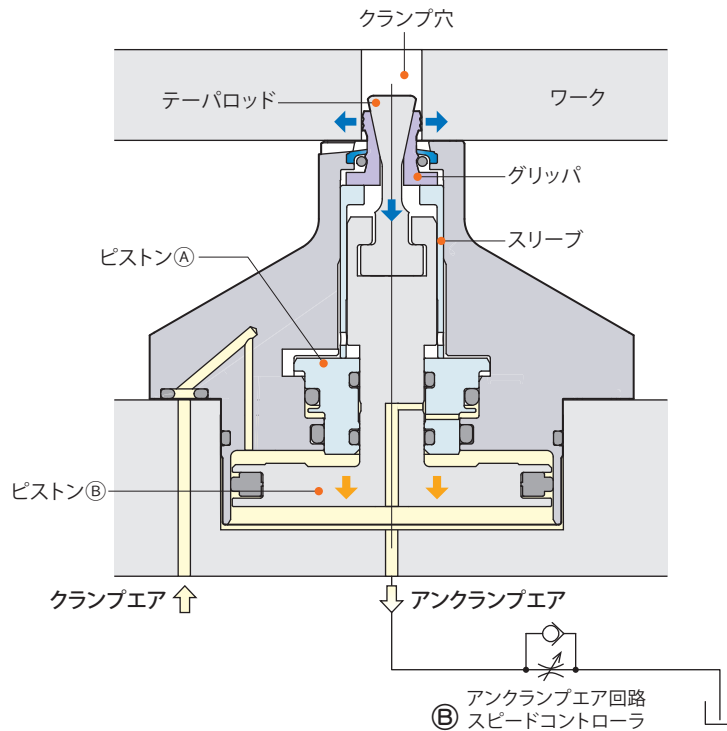 クランプ穴
テーパロッド
ワーク
グリッパ
スリーブ
ピストンⒶ
ピストンⒷ
クランプエア
アンクランプエア
アンクランプエア回路
Ⓑ スピードコントローラ